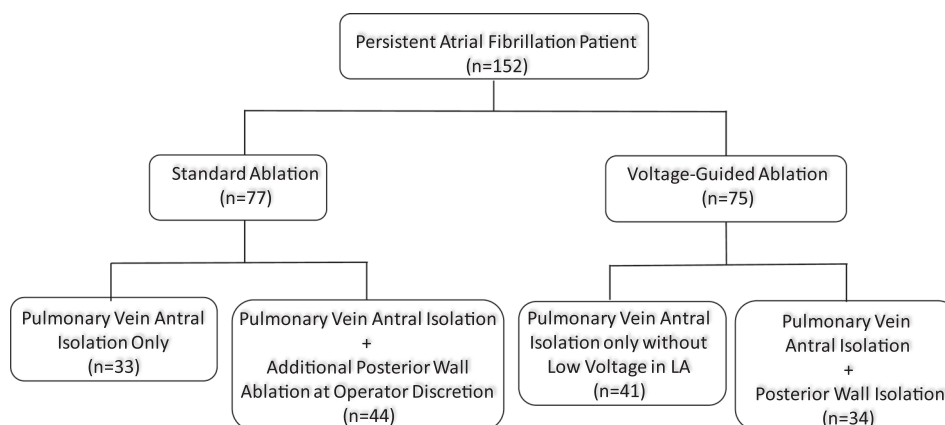 Persistent Atrial Fibrillation Patient
(n=152)
Standard Ablation
(n=77)
Voltage-Guided Ablation
(n=75)
Pulmonary Vein Antral
Isolation Only
(n=33)
Pulmonary Vein Antral Isolation
+
Additional Posterior Wall
Ablation at Operator Discretion
(n=44)
Pulmonary Vein Antral
Isolation only without
Low Voltage in LA
(n=41)
Pulmonary Vein
Antral Isolation
+
Posterior Wall Isolation
(n=34)